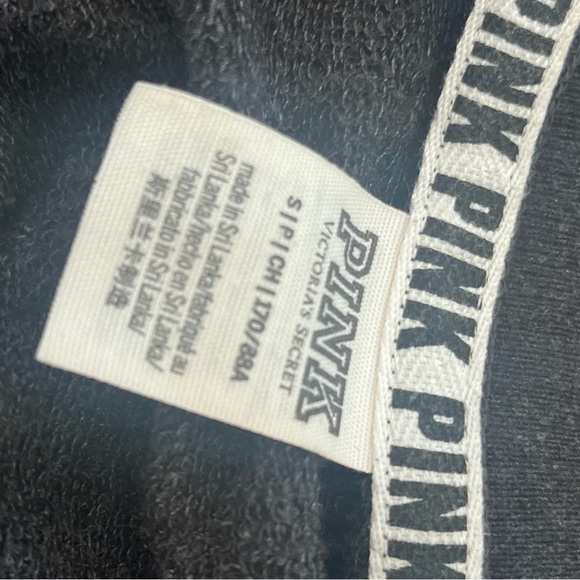 PINK
VICTORIA'S SECRET
S | P | CH | 170/88A
made in Sri Lanka/fabriqué au
Sri Lanka/hecho en Sri Lanka/
fabbricato in Sri Lanka/
斯里兰卡制造
PINK PINK PINK PINK